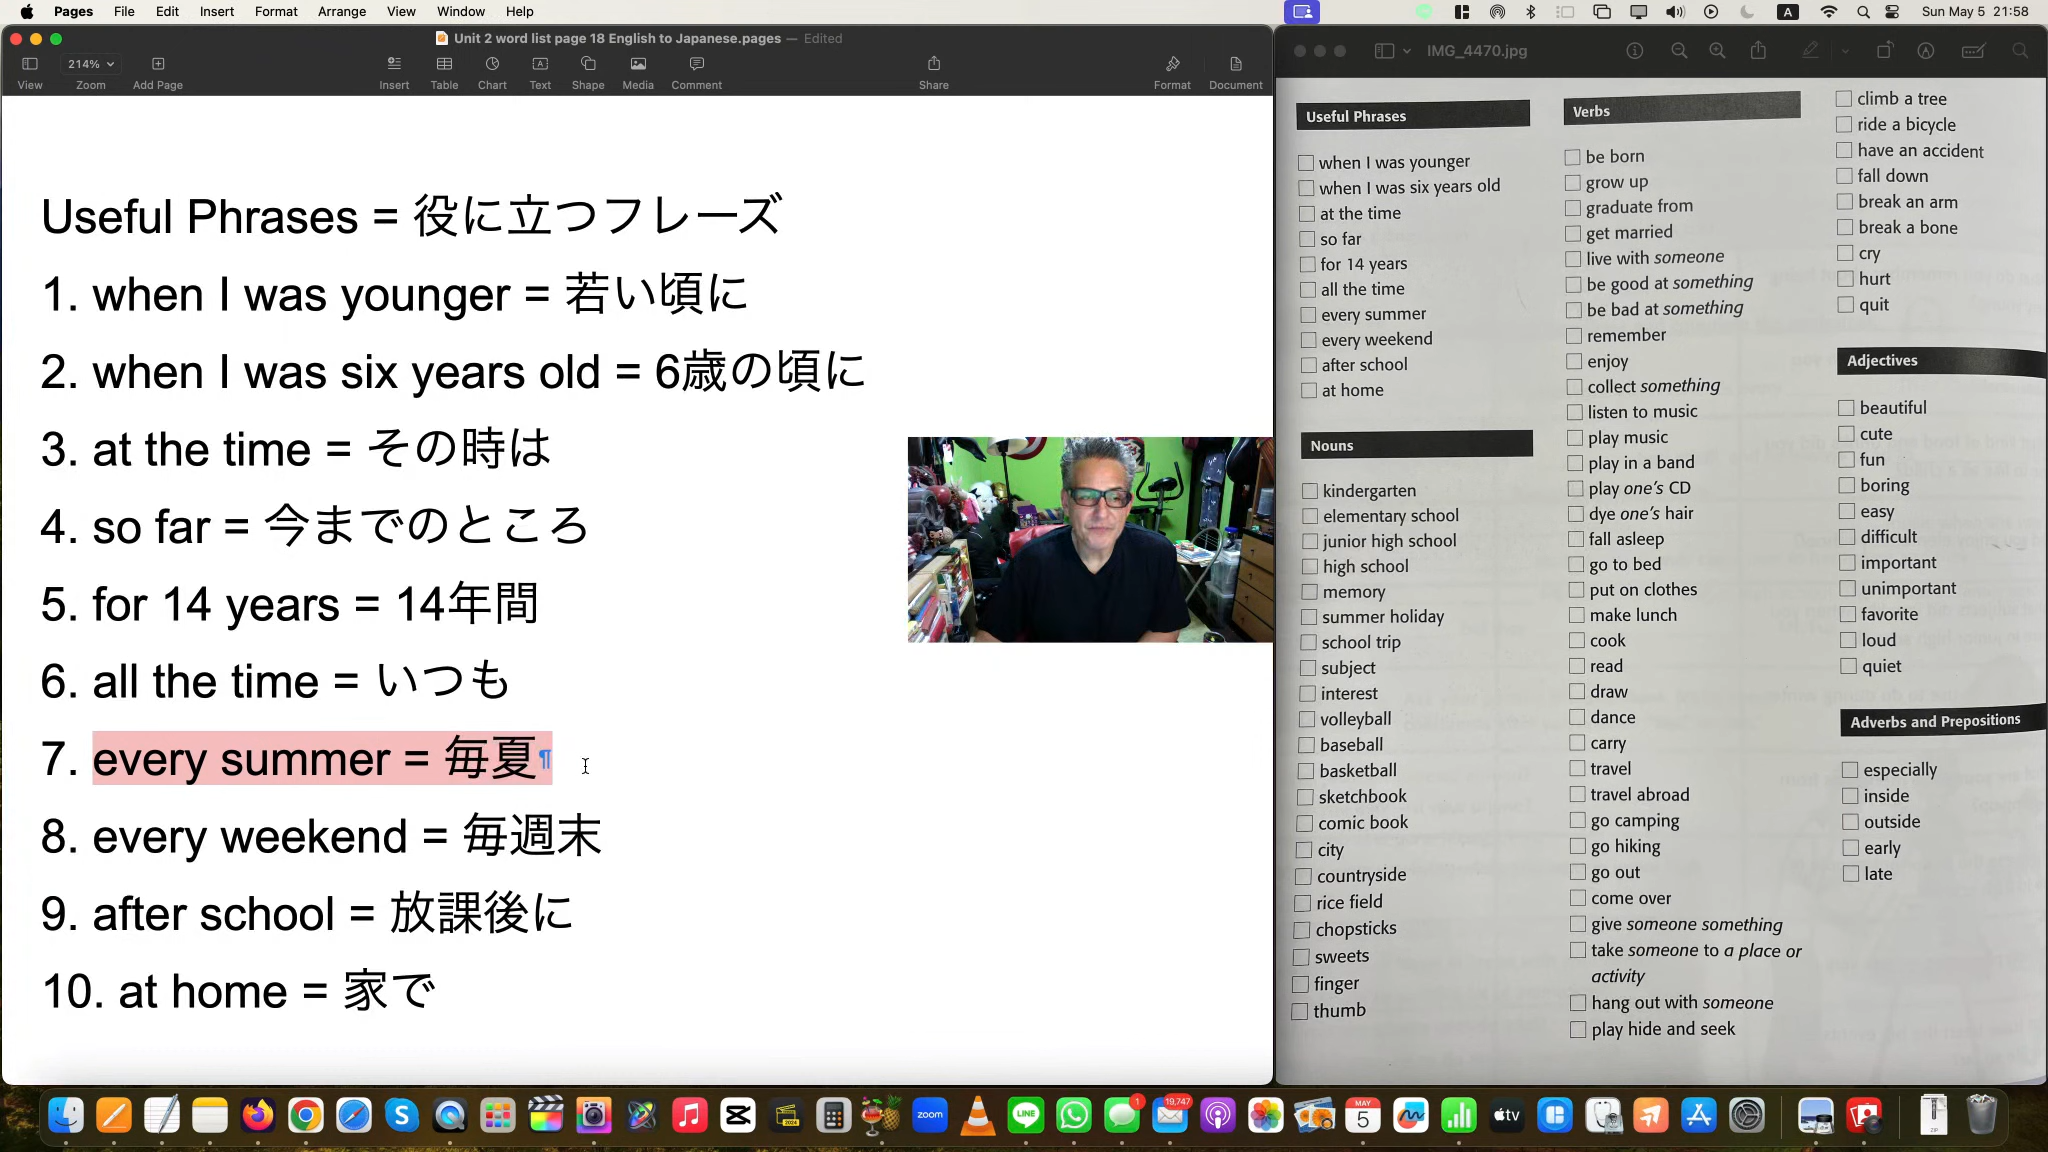 Pages File Edit Insert Format Arrange View Window Help
A
Sun May 5 21:58
Unit 2 word list page 18 English to Japanese.pages — Edited
214%
View Zoom Add Page Insert Table Chart Text Shape Media Comment Share Format Document
Useful Phrases = 役に立つフレーズ
1. when I was younger = 若い頃に
2. when I was six years old = 6歳の頃に
3. at the time = その時は
4. so far = 今までのところ
5. for 14 years = 14年間
6. all the time = いつも
7. every summer = 毎夏¶
8. every weekend = 毎週末
9. after school = 放課後に
10. at home = 家で
IMG_4470.jpg
Useful Phrases
when I was younger
when I was six years old
at the time
so far
for 14 years
all the time
every summer
every weekend
after school
at home
Nouns
kindergarten
elementary school
junior high school
high school
memory
summer holiday
school trip
subject
interest
volleyball
baseball
basketball
sketchbook
comic book
city
countryside
rice field
chopsticks
sweets
finger
thumb
Verbs
be born
grow up
graduate from
get married
live with someone
be good at something
be bad at something
remember
enjoy
collect something
listen to music
play music
play in a band
play one's CD
dye one's hair
fall asleep
go to bed
put on clothes
make lunch
cook
read
draw
dance
carry
travel
travel abroad
go camping
go hiking
go out
come over
give someone something
take someone to a place or
activity
hang out with someone
play hide and seek
climb a tree
ride a bicycle
have an accident
fall down
break an arm
break a bone
cry
hurt
quit
Adjectives
beautiful
cute
fun
boring
easy
difficult
important
unimportant
favorite
loud
quiet
Adverbs and Prepositions
especially
inside
outside
early
late
zoom
LINE
1
19,747
MAY
5
tv
ZIP